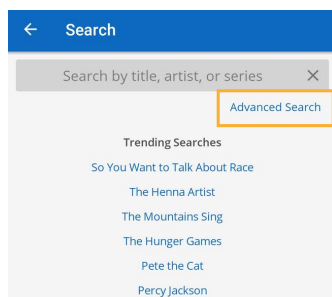 Search
Search by title, artist, or series
Advanced Search
Trending Searches
So You Want to Talk About Race
The Henna Artist
The Mountains Sing
The Hunger Games
Pete the Cat
Percy Jackson